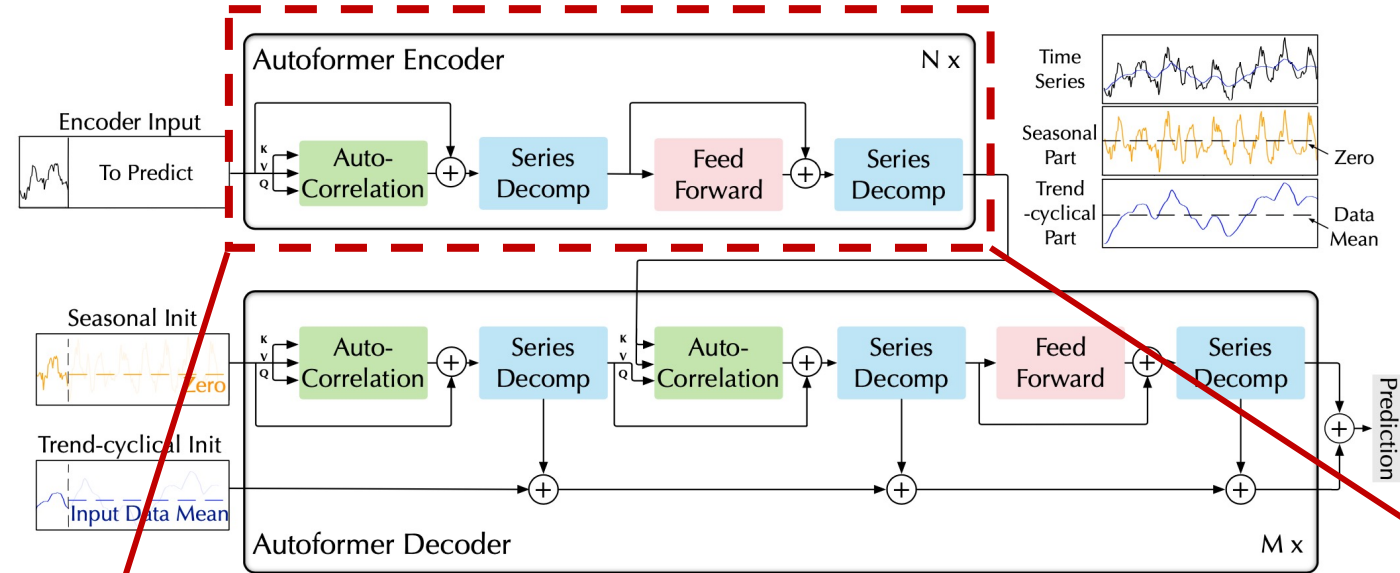 Autoformer Encoder
N x
Encoder Input
To Predict
K
V
Q
Auto-
Correlation
+
Series
Decomp
Feed
Forward
+
Series
Decomp
Time
Series
Seasonal
Part
Zero
Trend
-cyclical
Part
Data
Mean
Seasonal Init
Zero
K
V
Q
Auto-
Correlation
+
Series
Decomp
K
V
Q
Auto-
Correlation
+
Series
Decomp
Feed
Forward
+
Series
Decomp
+
Prediction
Trend-cyclical Init
Input Data Mean
+
+
+
Autoformer Decoder
M x